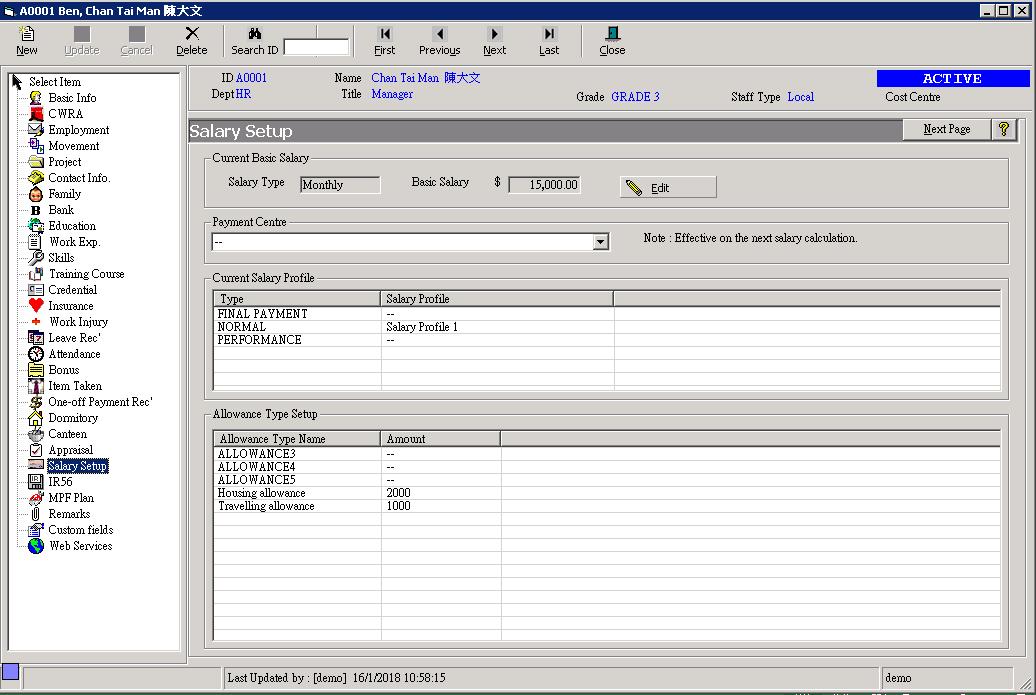 A0001 Ben, Chan Tai Man 陳大文
New Update Cancel Delete Search ID First Previous Next Last Close
Select Item
Basic Info
CWRA
Employment
Movement
Project
Contact Info.
Family
Bank
Education
Work Exp.
Skills
Training Course
Credential
Insurance
Work Injury
Leave Rec'
Attendance
Bonus
Item Taken
One-off Payment Rec'
Dormitory
Canteen
Appraisal
Salary Setup
IR56
MPF Plan
Remarks
Custom fields
Web Services
ID A0001 Name Chan Tai Man 陳大文 ACTIVE
Dept HR Title Manager Grade GRADE 3 Staff Type Local Cost Centre
Salary Setup Next Page ?
Current Basic Salary
Salary Type Monthly Basic Salary $ 15,000.00 Edit
Payment Centre
-- Note : Effective on the next salary calculation.
Current Salary Profile
Type Salary Profile
FINAL PAYMENT --
NORMAL Salary Profile 1
PERFORMANCE --
Allowance Type Setup
Allowance Type Name Amount
ALLOWANCE3 --
ALLOWANCE4 --
ALLOWANCE5 --
Housing allowance 2000
Travelling allowance 1000
Last Updated by : [demo] 16/1/2018 10:58:15 demo